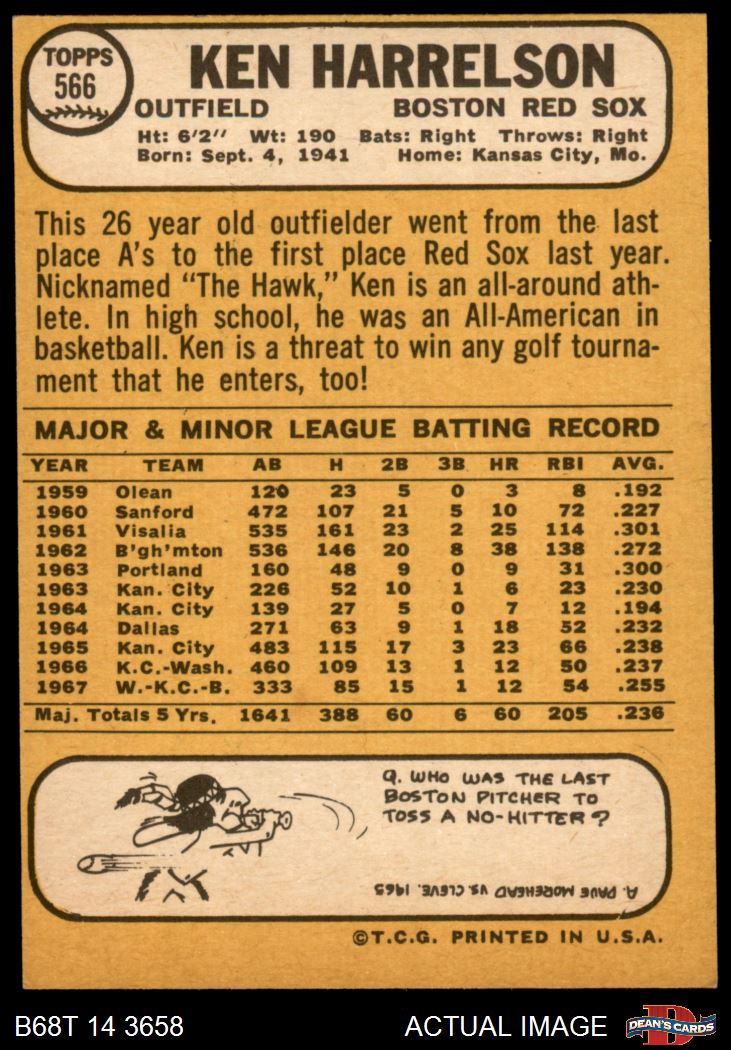 TOPPS
566
KEN HARRELSON
OUTFIELD BOSTON RED SOX
Ht: 6'2" Wt: 190 Bats: Right Throws: Right
Born: Sept. 4, 1941 Home: Kansas City, Mo.
This 26 year old outfielder went from the last
place A's to the first place Red Sox last year.
Nicknamed "The Hawk," Ken is an all-around ath-
lete. In high school, he was an All-American in
basketball. Ken is a threat to win any golf tourna-
ment that he enters, too!
MAJOR & MINOR LEAGUE BATTING RECORD
YEAR TEAM AB H 2B 3B HR RBI AVG.
1959 Olean 120 23 5 0 3 8 .192
1960 Sanford 472 107 21 5 10 72 .227
1961 Visalia 535 161 23 2 25 114 .301
1962 B'gh'mton 536 146 20 8 38 138 .272
1963 Portland 160 48 9 0 9 31 .300
1963 Kan. City 226 52 10 1 6 23 .230
1964 Kan. City 139 27 5 0 7 12 .194
1964 Dallas 271 63 9 1 18 52 .232
1965 Kan. City 483 115 17 3 23 66 .238
1966 K.C.-Wash. 460 109 13 1 12 50 .237
1967 W.-K.C.-B. 333 85 15 1 12 54 .255
Maj. Totals 5 Yrs. 1641 388 60 6 60 205 .236
Q. WHO WAS THE LAST
BOSTON PITCHER TO
TOSS A NO-HITTER?
A. DAVE MOREHEAD VS. CLEVE. 1965
©T.C.G. PRINTED IN U.S.A.
B68T 14 3658 ACTUAL IMAGE DEAN'S CARDS